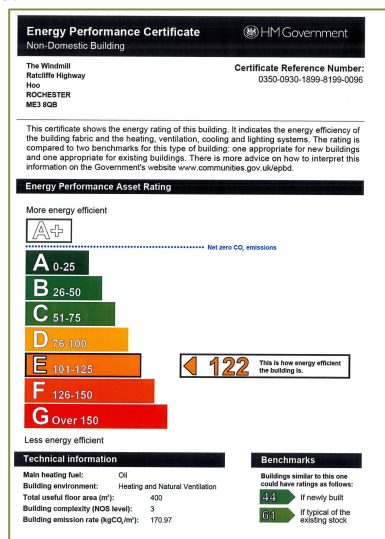 Energy Performance Certificate
HM Government
Non-Domestic Building
The Windmill
Ratcliffe Highway
Hoo
ROCHESTER
ME3 8QB
Certificate Reference Number:
0350-0930-1899-8199-0096
This certificate shows the energy rating of this building. It indicates the energy efficiency of
the building fabric and the heating, ventilation, cooling and lighting systems. The rating is
compared to two benchmarks for this type of building: one appropriate for new buildings
and one appropriate for existing buildings. There is more advice on how to interpret this
information on the Government's website www.communities.gov.uk/epbd.
Energy Performance Asset Rating
More energy efficient
A+
Net zero CO₂ emissions
A 0-25
B 26-50
C 51-75
D 76-100
E 101-125
122
This is how energy efficient
the building is.
F 126-150
G Over 150
Less energy efficient
Technical information
Main heating fuel: Oil
Building environment: Heating and Natural Ventilation
Total useful floor area (m²): 400
Building complexity (NOS level): 3
Building emission rate (kgCO₂/m²): 170.97
Benchmarks
Buildings similar to this one
could have ratings as follows:
44 If newly built
61 If typical of the
existing stock